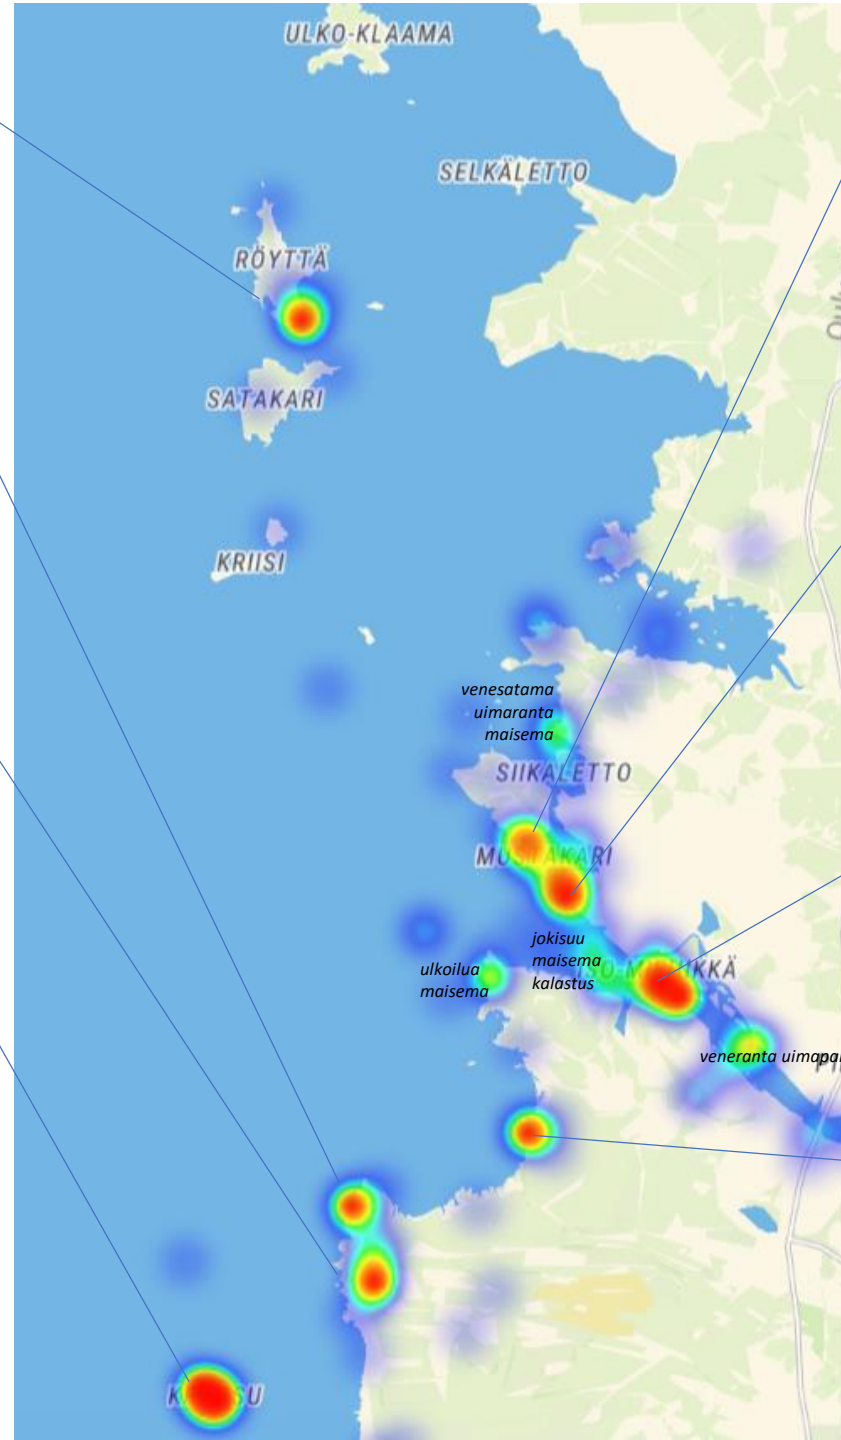 ULKO-KLAAMA
SELKÄLETTO
RÖYTTÄ
SATAKARI
KRIISI
venesatama
uimaranta
maisema
SIIKALETTO
jokisuu
maisema
kalastus
ulkoilua
maisema
veneranta